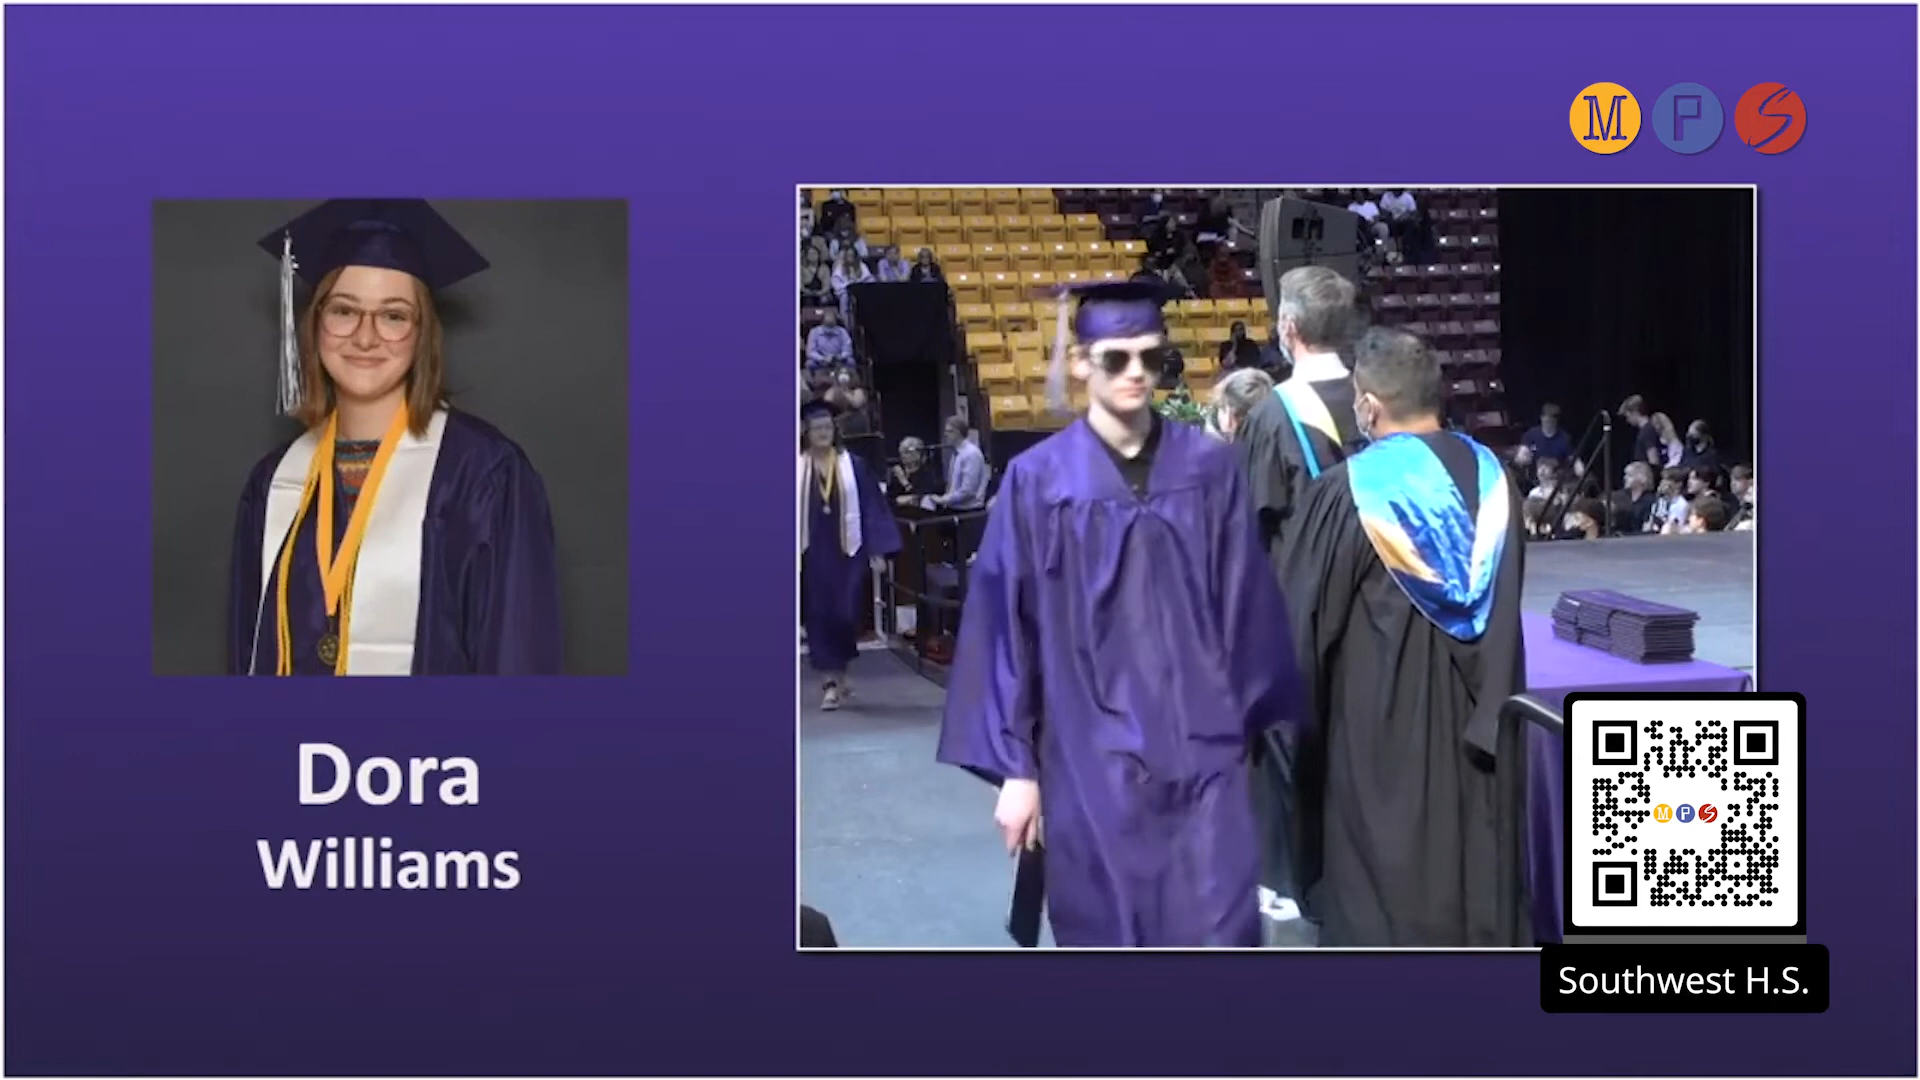 M P S
Dora
Williams
M P S
Southwest H.S.